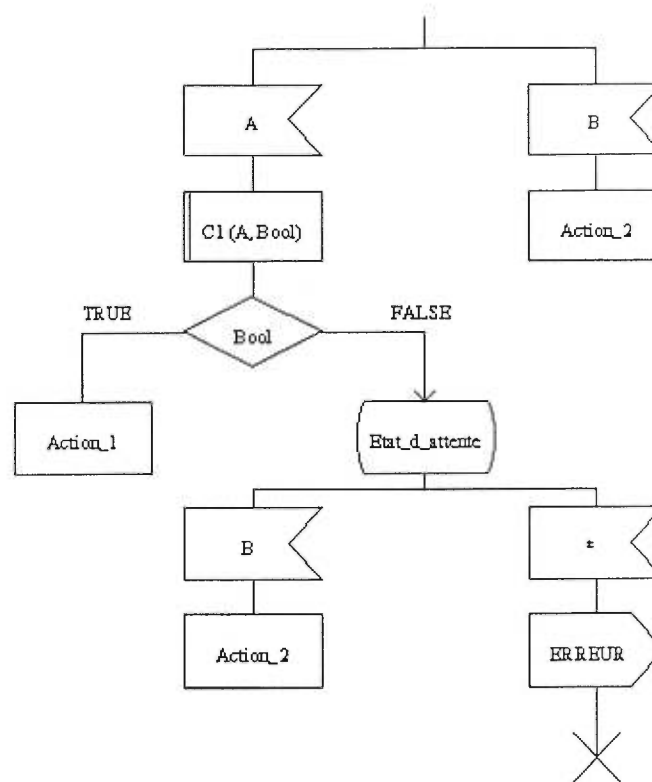 A
B
C1(A,Bool)
Action_2
TRUE
FALSE
Bool
Action_1
Etat_d_attente
B
*
Action_2
ERREUR